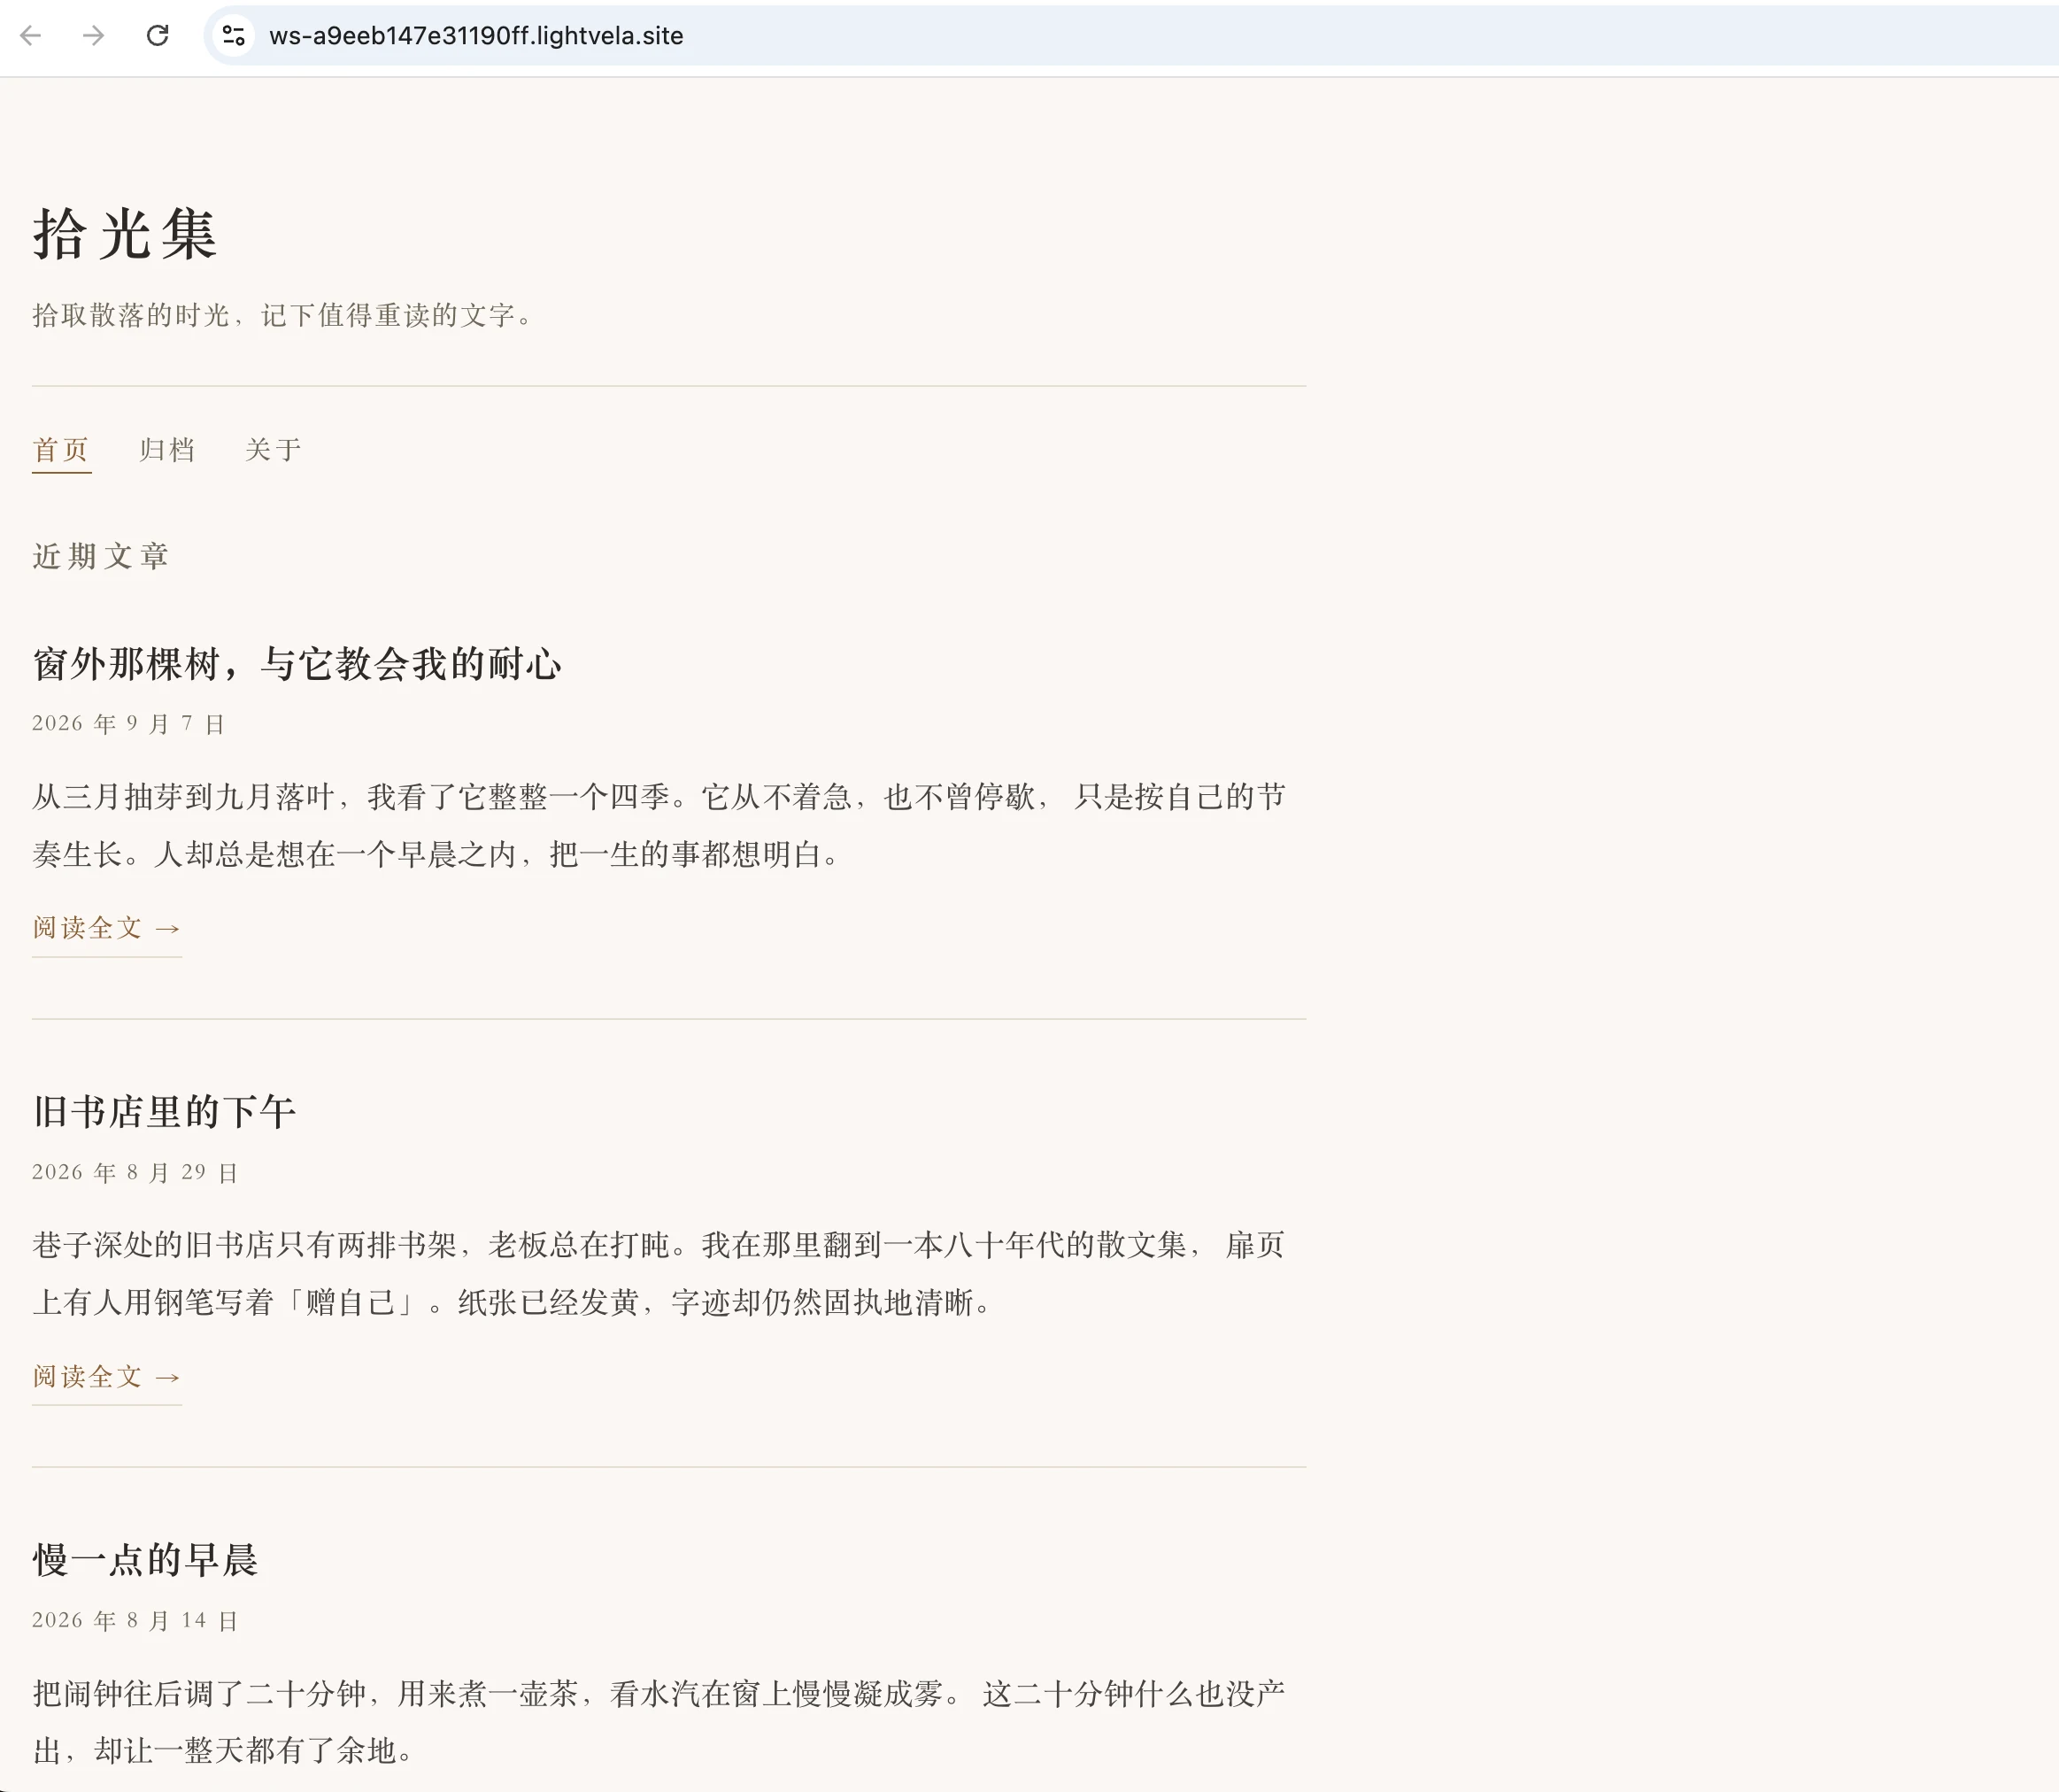 ws-a9eeb147e31190ff.lightvela.site
拾光集
拾取散落的时光，记下值得重读的文字。
首页 归档 关于
近期文章
窗外那棵树，与它教会我的耐心
2026 年 9 月 7 日
从三月抽芽到九月落叶，我看了它整整一个四季。它从不着急，也不曾停歇， 只是按自己的节
奏生长。人却总是想在一个早晨之内，把一生的事都想明白。
阅读全文 →
旧书店里的下午
2026 年 8 月 29 日
巷子深处的旧书店只有两排书架，老板总在打盹。我在那里翻到一本八十年代的散文集， 扉页
上有人用钢笔写着「赠自己」。纸张已经发黄，字迹却仍然固执地清晰。
阅读全文 →
慢一点的早晨
2026 年 8 月 14 日
把闹钟往后调了二十分钟，用来煮一壶茶，看水汽在窗上慢慢凝成雾。 这二十分钟什么也没产
出，却让一整天都有了余地。